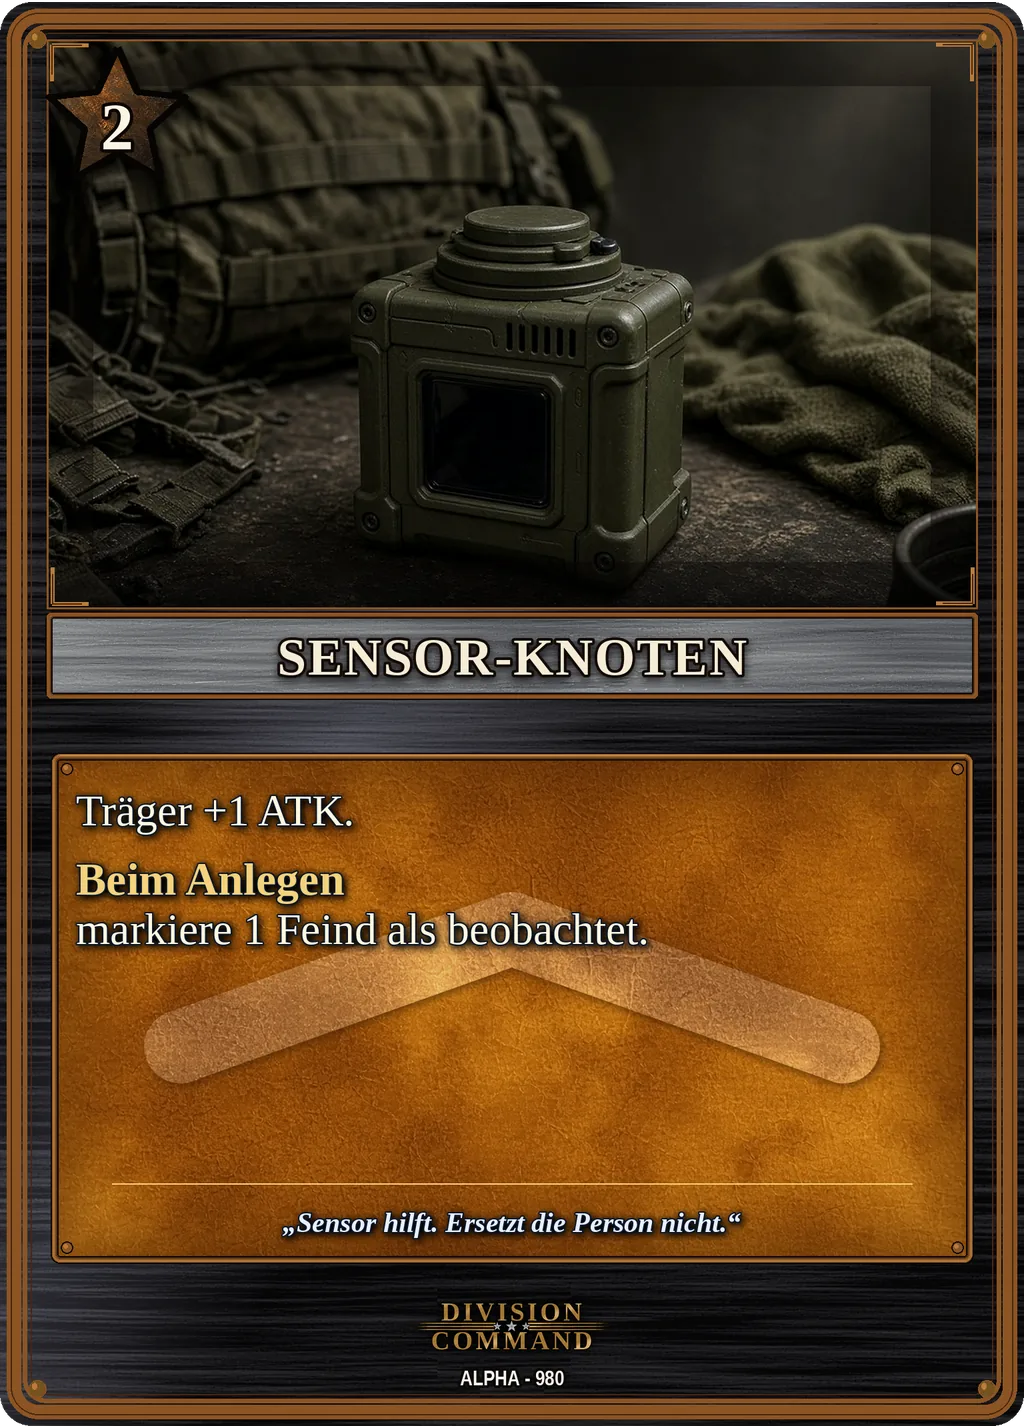 2
SENSOR-KNOTEN
Träger +1 ATK.
Beim Anlegen
markiere 1 Feind als beobachtet.
„Sensor hilft. Ersetzt die Person nicht.“
DIVISION
COMMAND
ALPHA - 980